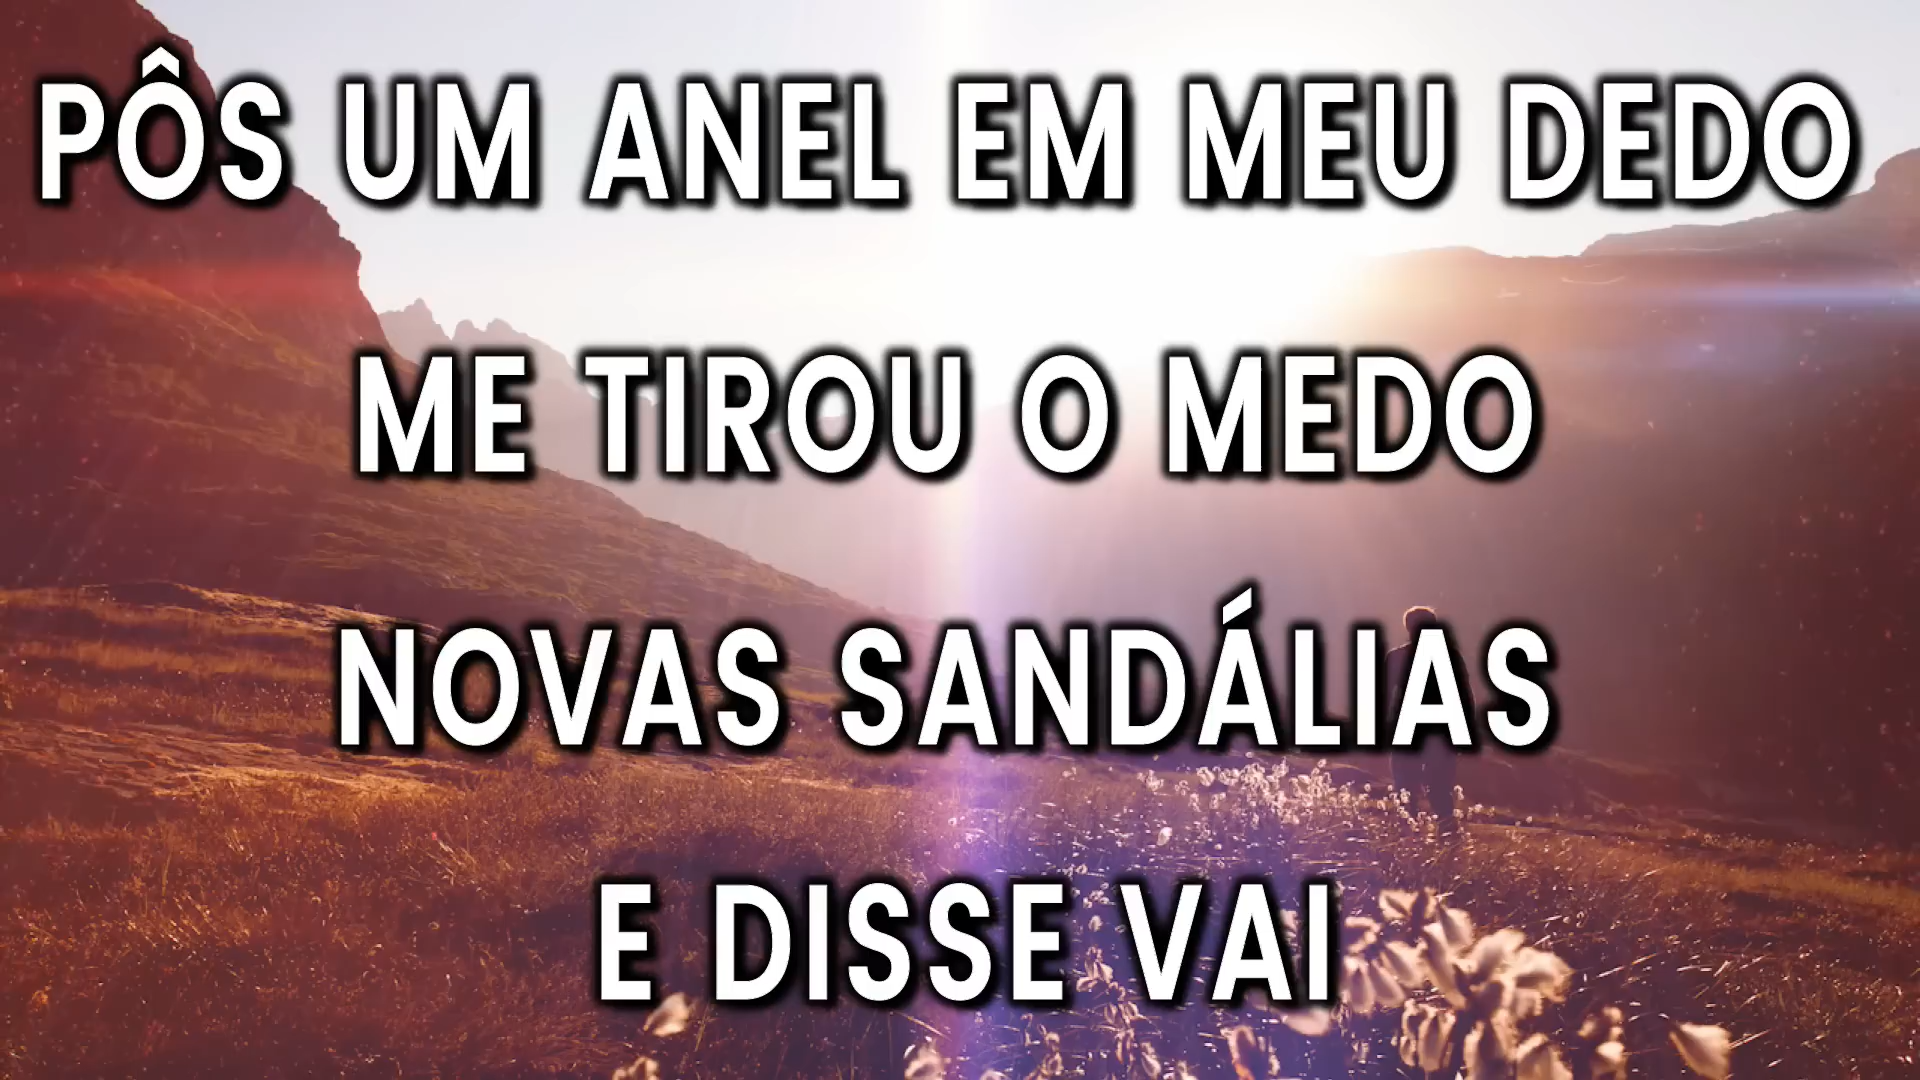 PÔS UM ANEL EM MEU DEDO
ME TIROU O MEDO
NOVAS SANDÁLIAS
E DISSE VAI